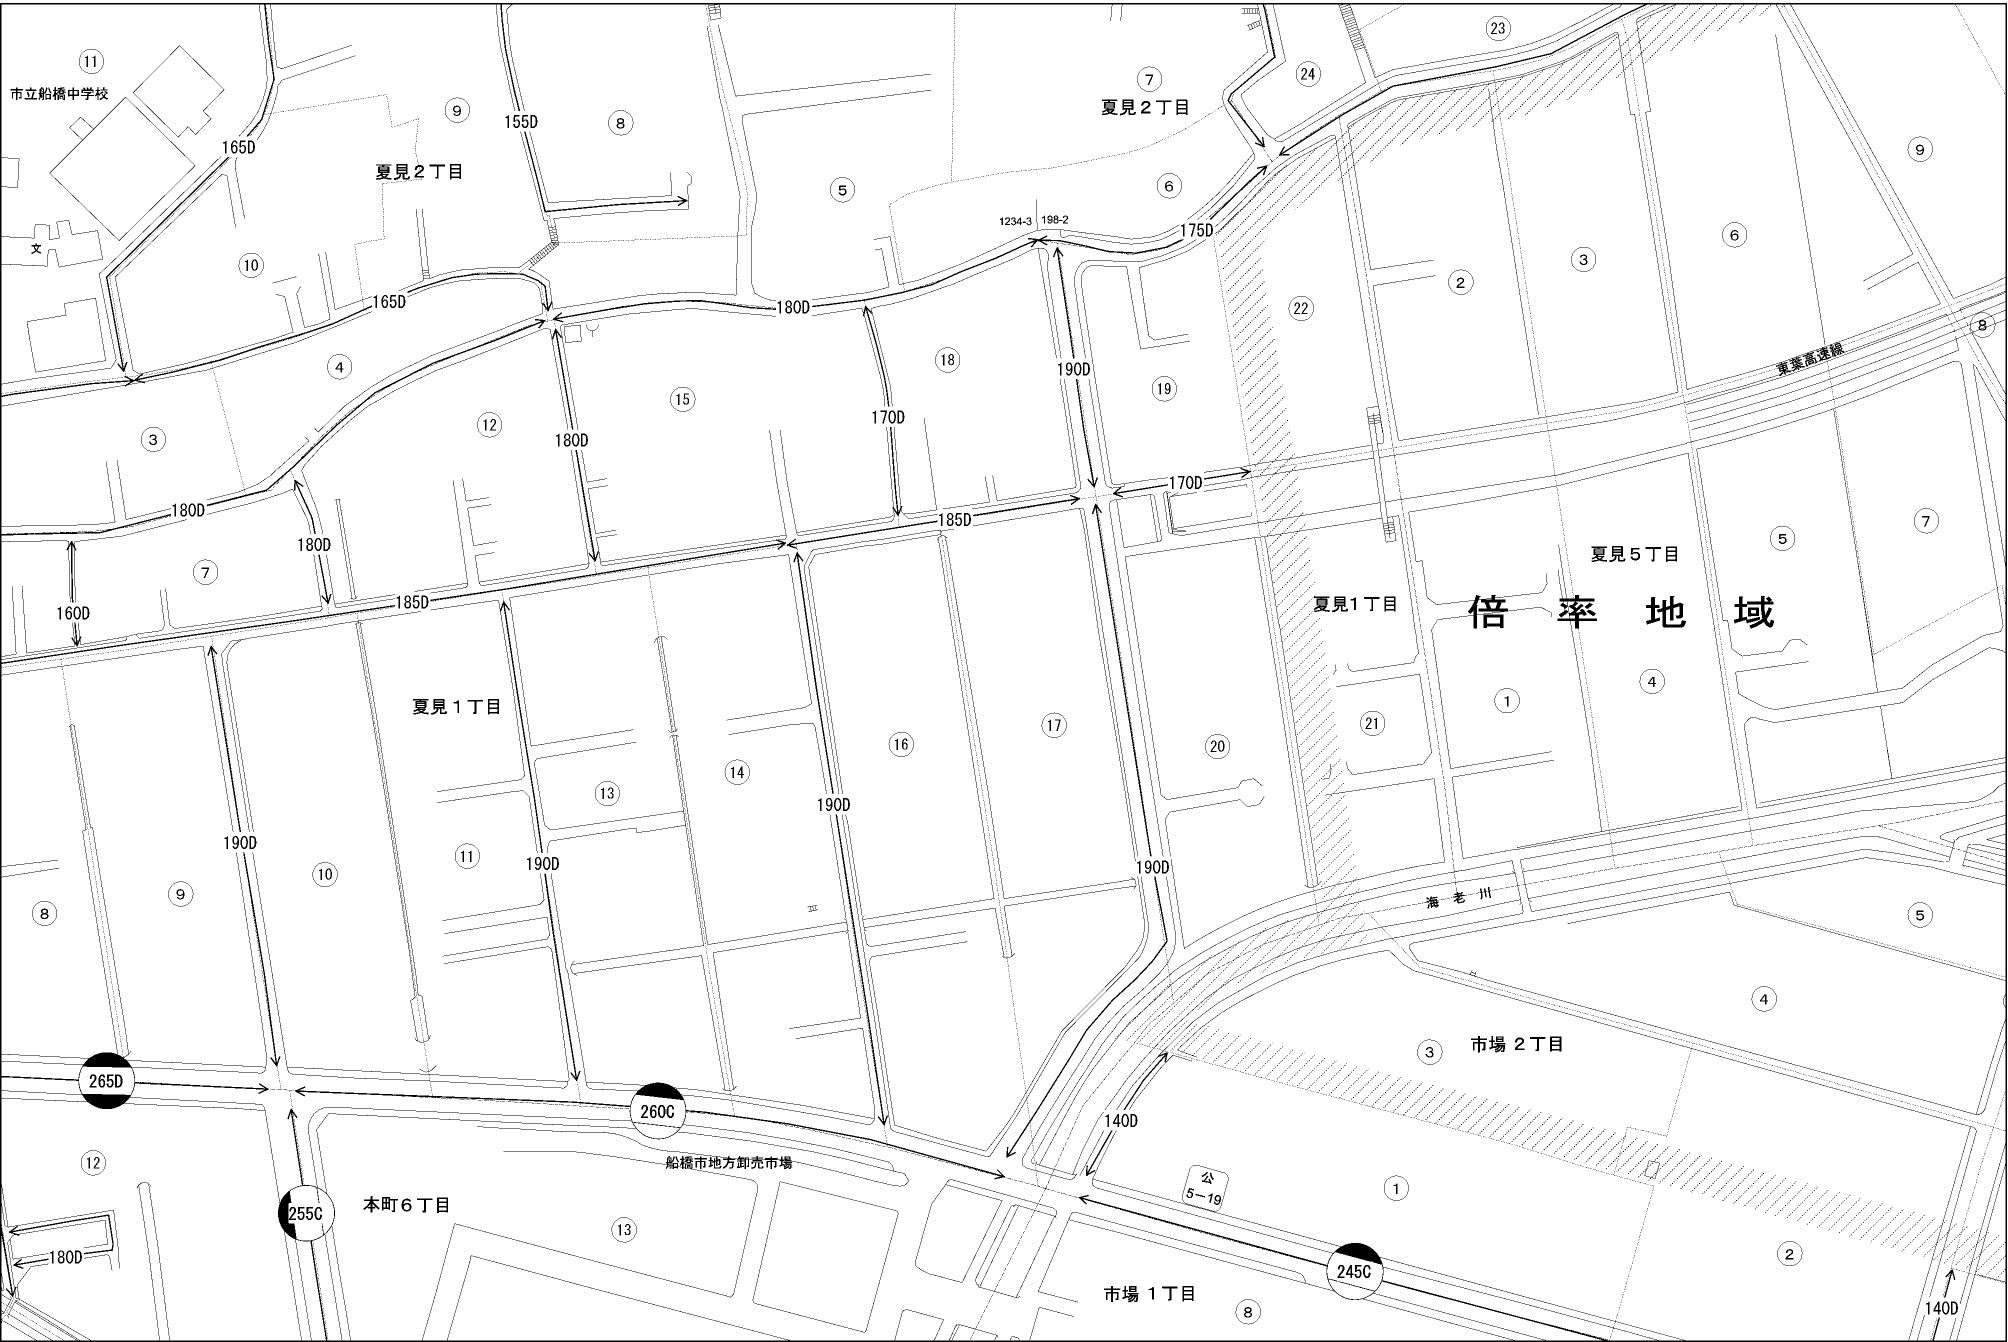 23
11
24
市立船橋中学校
7
夏見２丁目
9
155D
8
165D
9
夏見２丁目
5
6
1234-3
198-2
175D
6
文
10
3
2
165D
180D
22
8
4
18
190D
東葉高速線
19
15
170D
12
3
180D
170D
180D
185D
7
180D
5
夏見５丁目
7
185D
夏見１丁目
160D
倍率地域
4
夏見１丁目
1
21
17
16
20
14
13
190D
190D
11
190D
190D
10
9
海老川
8
5
4
市場２丁目
3
265D
260C
140D
12
船橋市地方卸売市場
公
5－19
1
本町６丁目
255C
13
2
180D
245C
市場１丁目
8
140D